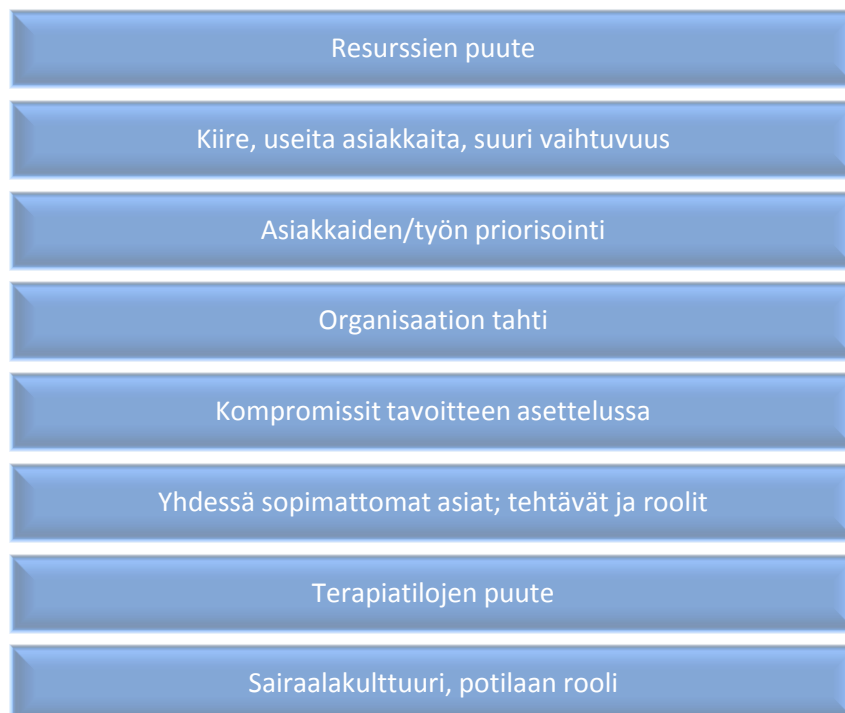 Resurssien puute
Kiire, useita asiakkaita, suuri vaihtuvuus
Asiakkaiden/työn priorisointi
Organisaation tahti
Kompromissit tavoitteen asettelussa
Yhdessä sopimattomat asiat; tehtävät ja roolit
Terapiatilojen puute
Sairaalakulttuuri, potilaan rooli